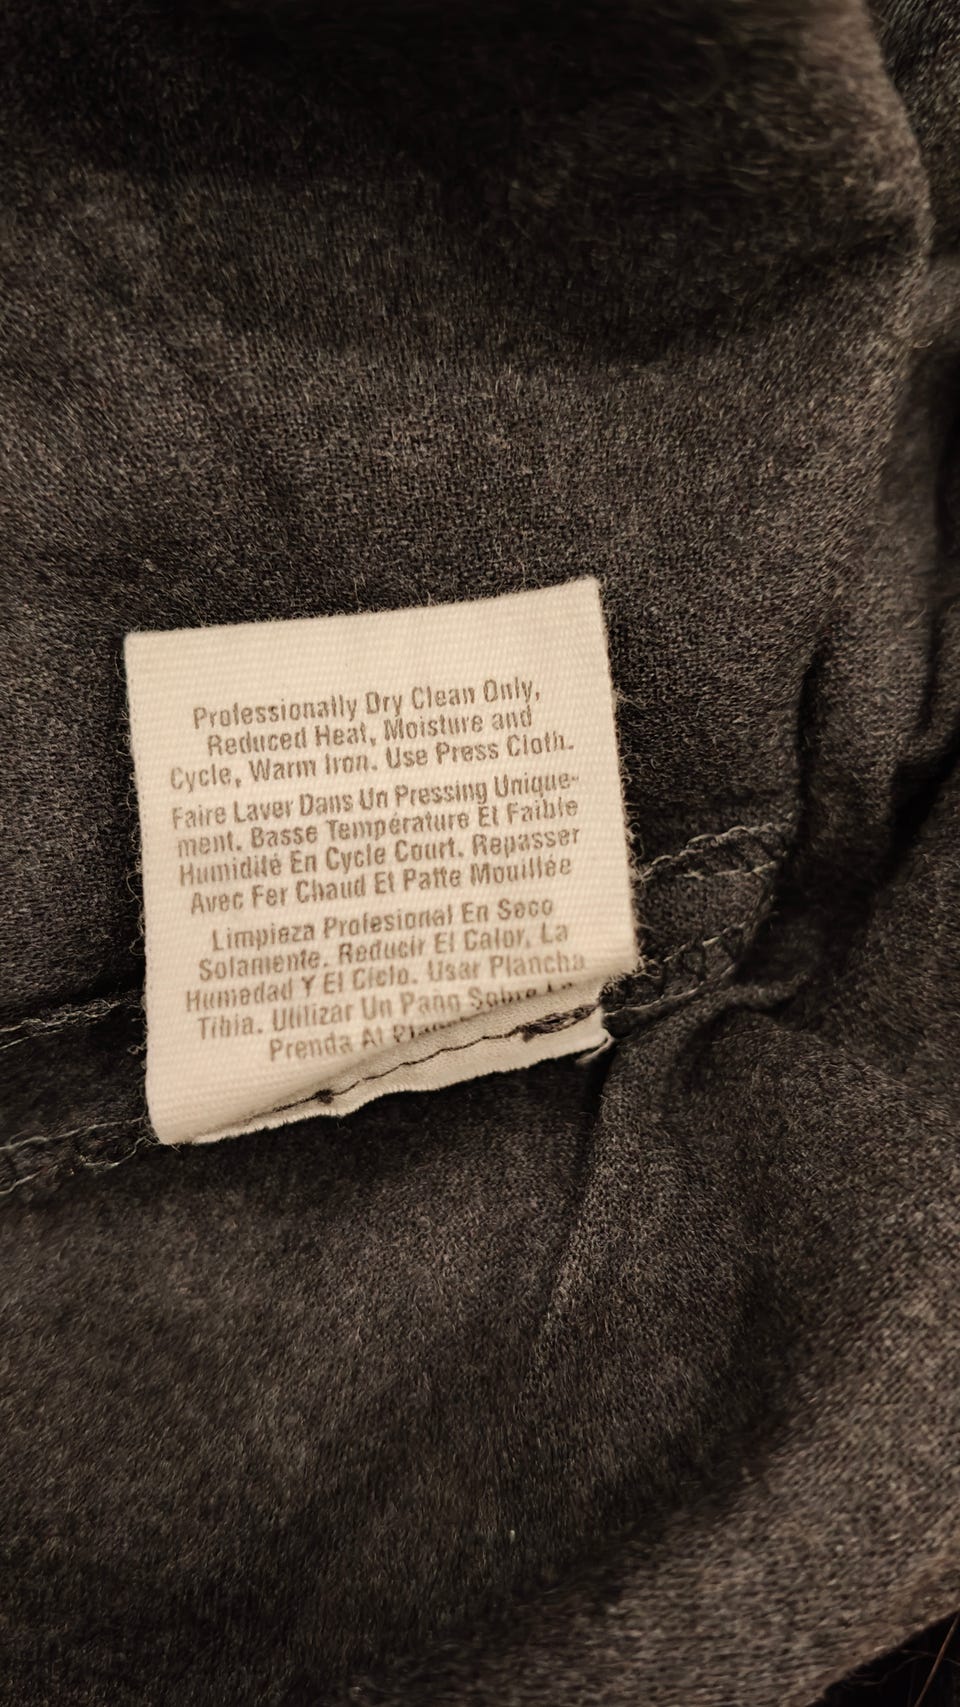 Professionally Dry Clean Only,
Reduced Heat, Moisture and
Cycle, Warm Iron. Use Press Cloth.
Faire Laver Dans Un Pressing Unique-
ment. Basse Température Et Faible
Humidité En Cycle Court. Repasser
Avec Fer Chaud Et Patte Mouillée
Limpieza Profesional En Seco
Solamente. Reducir El Calor, La
Humedad Y El Ciclo. Usar Plancha
Tibia. Utilizar Un Pano Sobre La
Prenda Al